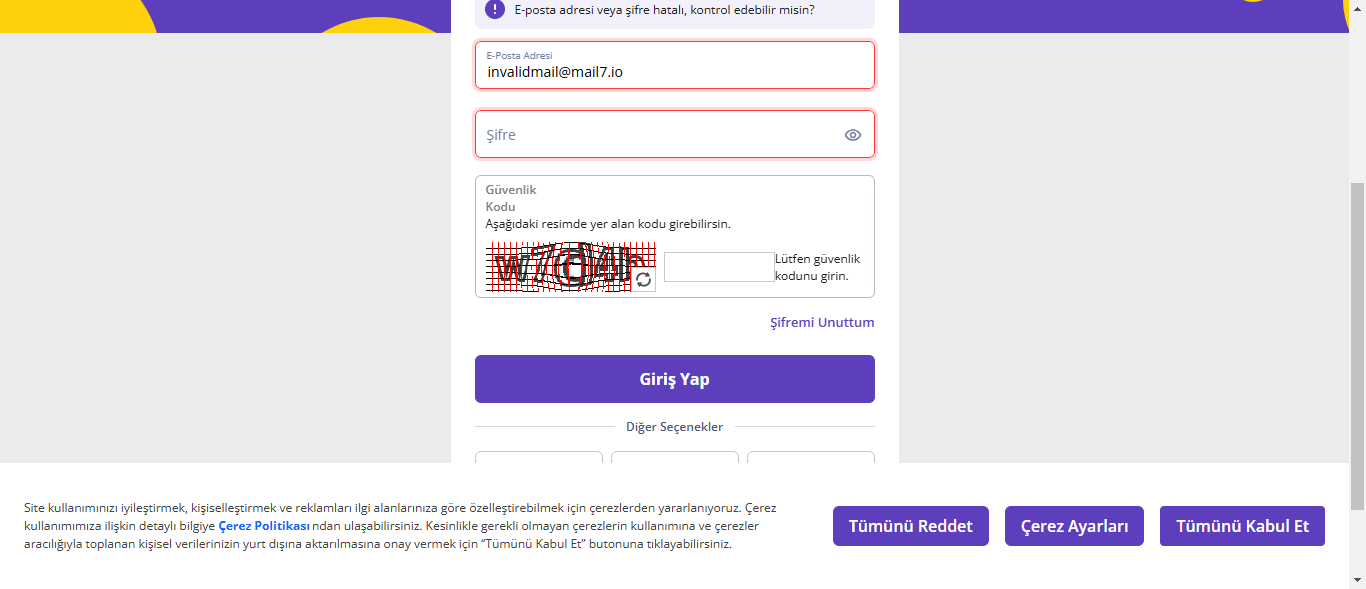 E-posta adresi veya şifre hatalı, kontrol edebilir misin?
E-Posta Adresi
invalidmail@mail7.io
Şifre
Güvenlik
Kodu
Aşağıdaki resimde yer alan kodu girebilirsin.
Lütfen güvenlik
kodunu girin.
Şifremi Unuttum
Giriş Yap
Diğer Seçenekler
Site kullanımınızı iyileştirmek, kişiselleştirmek ve reklamları ilgi alanlarınıza göre özelleştirebilmek için çerezlerden yararlanıyoruz. Çerez
kullanımımıza ilişkin detaylı bilgiye Çerez Politikası ndan ulaşabilirsiniz. Kesinlikle gerekli olmayan çerezlerin kullanımına ve çerezler
aracılığıyla toplanan kişisel verilerinizin yurt dışına aktarılmasına onay vermek için “Tümünü Kabul Et” butonuna tıklayabilirsiniz.
Tümünü Reddet
Çerez Ayarları
Tümünü Kabul Et